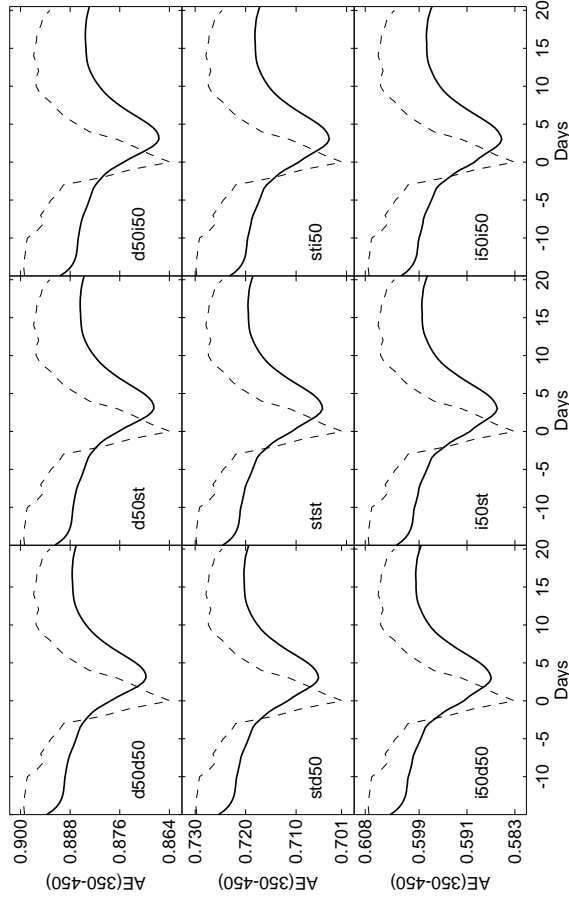 AE(350-450)
0.900
0.888
0.876
0.864
d50d50
d50st
d50i50
AE(350-450)
0.730
0.720
0.710
0.701
std50
stst
sti50
AE(350-450)
0.608
0.599
0.591
0.583
i50d50
i50st
i50i50
-10 -5 0 5 10 15 20
-10 -5 0 5 10 15 20
-10 -5 0 5 10 15 20
Days
Days
Days